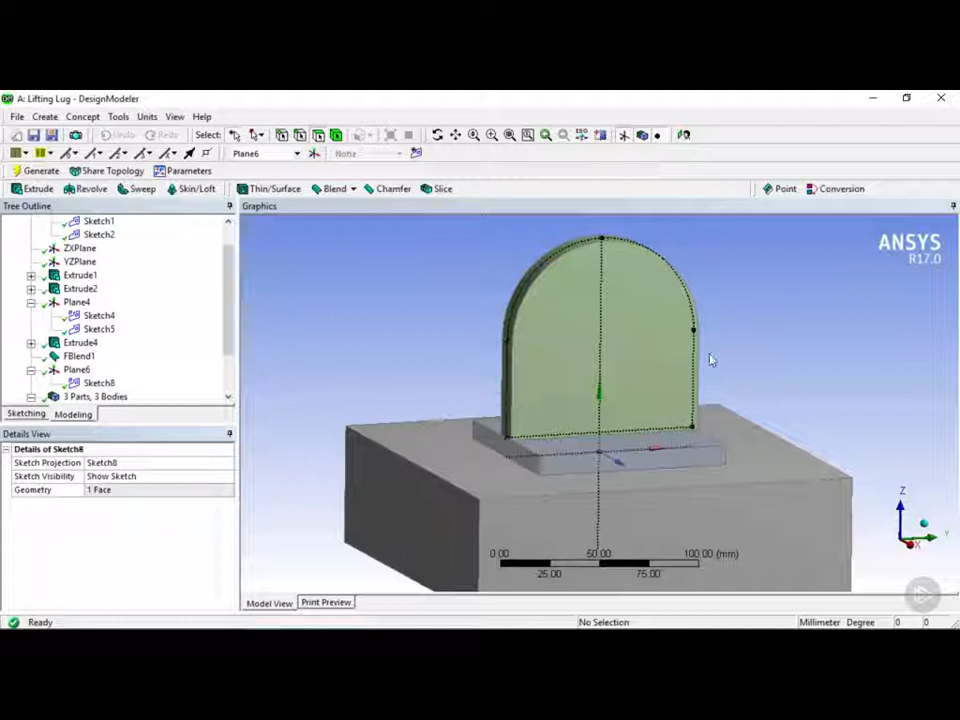 A: Lifting Lug - DesignModeler
File Create Concept Tools Units View Help
Undo Redo Select:
Plane6 None
Generate Share Topology Parameters
Extrude Revolve Sweep Skin/Loft Thin/Surface Blend Chamfer Slice Point Conversion
Tree Outline
Graphics
Sketch1
Sketch2
ZXPlane
YZPlane
Extrude1
Extrude2
Plane4
Sketch4
Sketch5
Extrude4
FBlend1
Plane6
Sketch8
3 Parts, 3 Bodies
Sketching Modeling
Details View
Details of Sketch8
Sketch Projection Sketch8
Sketch Visibility Show Sketch
Geometry 1 Face
ANSYS
R17.0
0.00 50.00 100.00 (mm)
25.00 75.00
Z
Y
X
Model View Print Preview
Ready No Selection Millimeter Degree 0 0